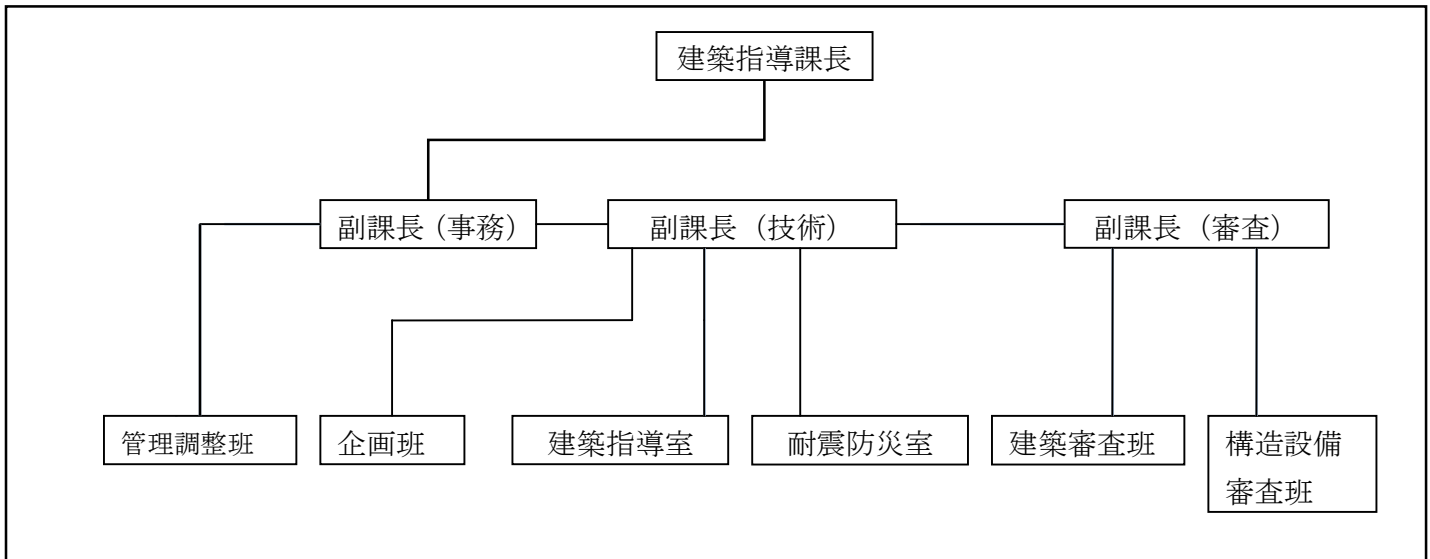 建築指導課長
副課長（事務）
副課長（技術）
副課長（審査）
管理調整班
企画班
建築指導室
耐震防災室
建築審査班
構造設備
審査班